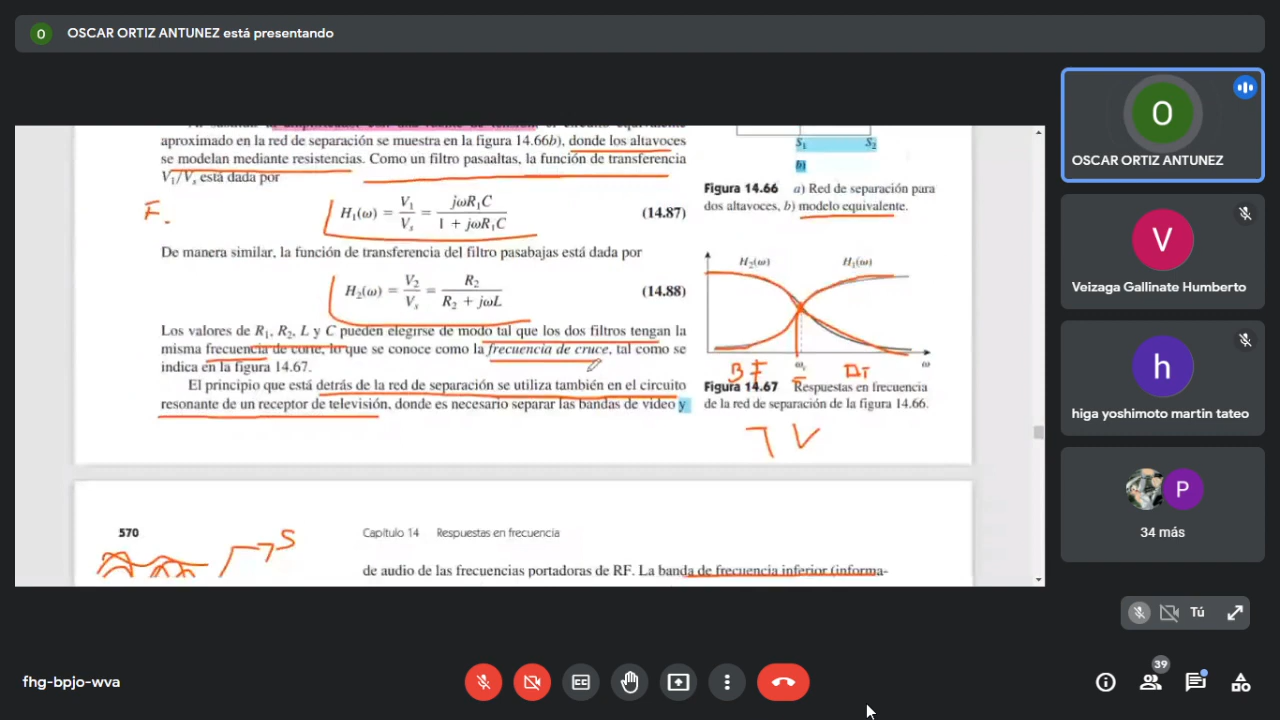 O
OSCAR ORTIZ ANTUNEZ está presentando
aproximado en la red de separación se muestra en la figura 14.66b), donde los altavoces
se modelan mediante resistencias. Como un filtro pasaaltas, la función de transferencia
V₁/Vₛ está dada por
F.
H₁(ω) = V₁/Vₛ = jωR₁C / 1 + jωR₁C (14.87)
De manera similar, la función de transferencia del filtro pasabajas está dada por
H₂(ω) = V₂/Vₛ = R₂ / R₂ + jωL (14.88)
Los valores de R₁, R₂, L y C pueden elegirse de modo tal que los dos filtros tengan la
misma frecuencia de corte, lo que se conoce como la frecuencia de cruce, tal como se
indica en la figura 14.67.
El principio que está detrás de la red de separación se utiliza también en el circuito
resonante de un receptor de televisión, donde es necesario separar las bandas de video y
S₁ S₂
b)
Figura 14.66 a) Red de separación para
dos altavoces, b) modelo equivalente.
H₂(ω) H₁(ω)
ω
Figura 14.67 Respuestas en frecuencia
de la red de separación de la figura 14.66.
TV
570 Capítulo 14 Respuestas en frecuencia
S
de audio de las frecuencias portadoras de RF. La banda de frecuencia inferior (informa-
O
OSCAR ORTIZ ANTUNEZ
V
Veizaga Gallinate Humberto
h
higa yoshimoto martin tateo
P
34 más
Tú
fhg-bpjo-wva
39